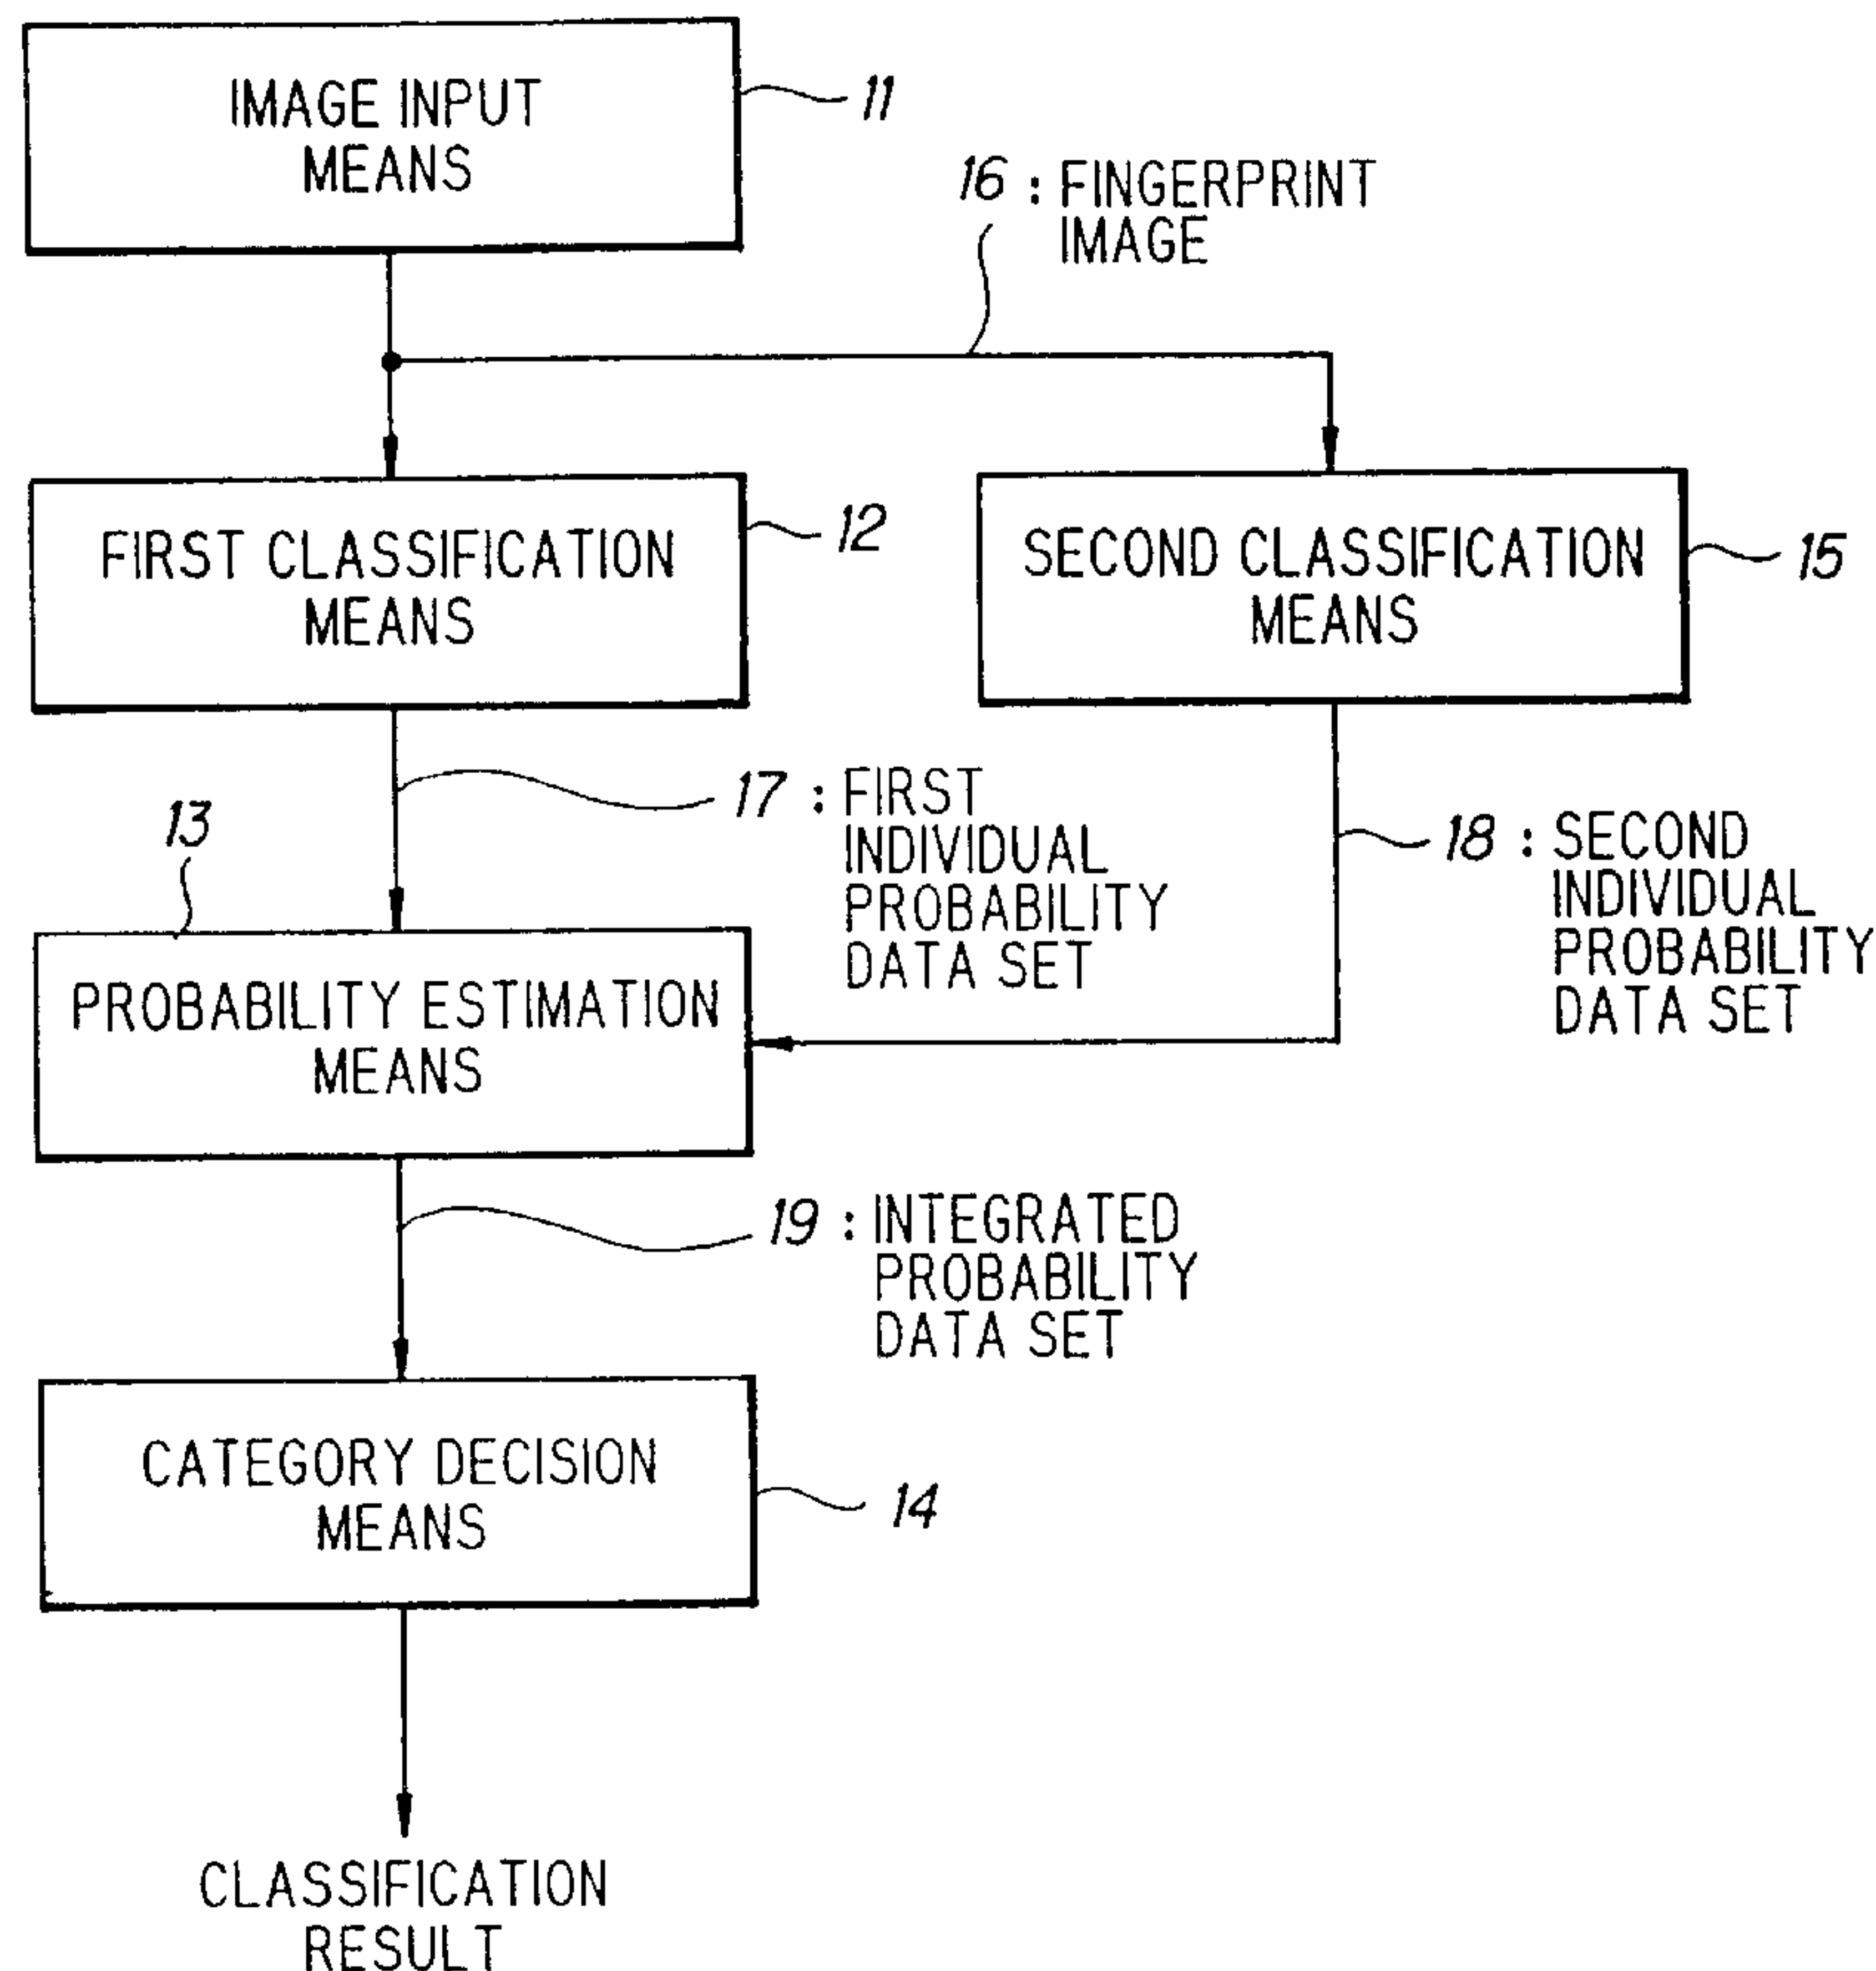 IMAGE INPUT
MEANS
11
16 : FINGERPRINT
IMAGE
FIRST CLASSIFICATION
MEANS
12
SECOND CLASSIFICATION
MEANS
15
17 : FIRST
INDIVIDUAL
PROBABILITY
DATA SET
18 : SECOND
INDIVIDUAL
PROBABILITY
DATA SET
13
PROBABILITY ESTIMATION
MEANS
19 : INTEGRATED
PROBABILITY
DATA SET
CATEGORY DECISION
MEANS
14
CLASSIFICATION
RESULT